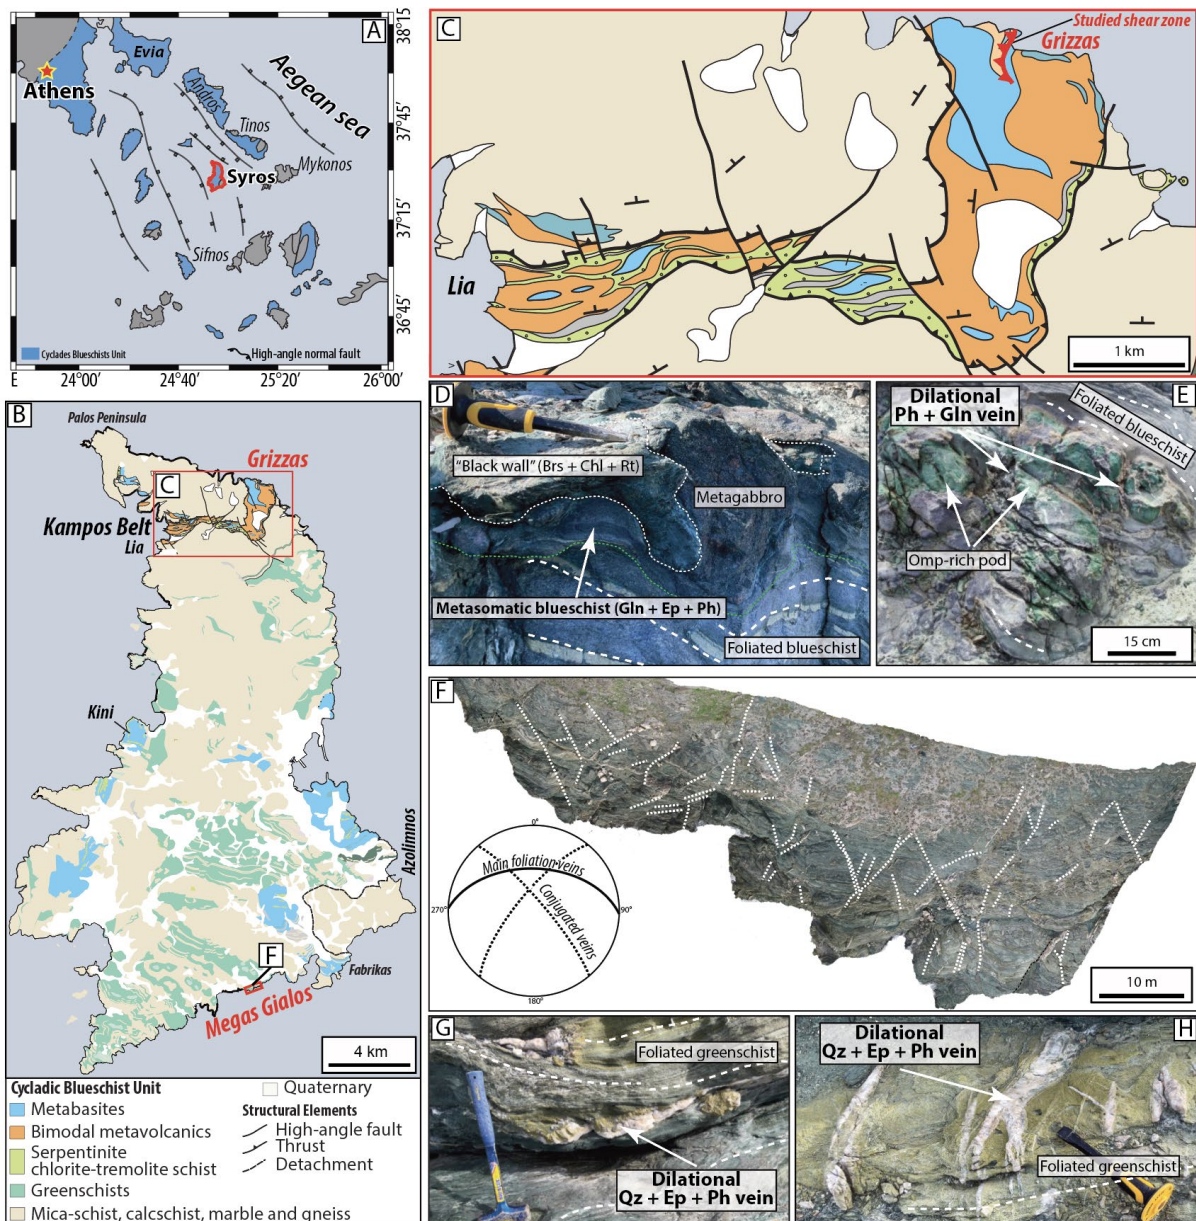 A
Evia
Athens
Andros
Aegean sea
Tinos
Mykonos
Syros
Sifnos
Cyclades Blueschists Unit
High-angle normal fault
E
24°00'
24°40'
25°20'
26°00'
38°15
37°45'
37°15'
36°45'
C
Studied shear zone
Grizzas
Lia
1 km
B
Palos Peninsula
Grizzas
C
Kampos Belt
Lia
Kini
Azolimnos
F
Fabrikas
Megas Gialos
4 km
Cycladic Blueschist Unit
Metabasites
Bimodal metavolcanics
Serpentinite
chlorite-tremolite schist
Greenschists
Mica-schist, calcschist, marble and gneiss
Quaternary
Structural Elements
High-angle fault
Thrust
Detachment
D
"Black wall" (Brs + Chl + Rt)
Metagabbro
Metasomatic blueschist (Gln + Ep + Ph)
Foliated blueschist
E
Dilational
Ph + Gln vein
Foliated blueschist
Omp-rich pod
15 cm
F
0°
Main foliation veins
Conjugated veins
270°
90°
180°
10 m
G
Foliated greenschist
Dilational
Qz + Ep + Ph vein
H
Dilational
Qz + Ep + Ph vein
Foliated greenschist